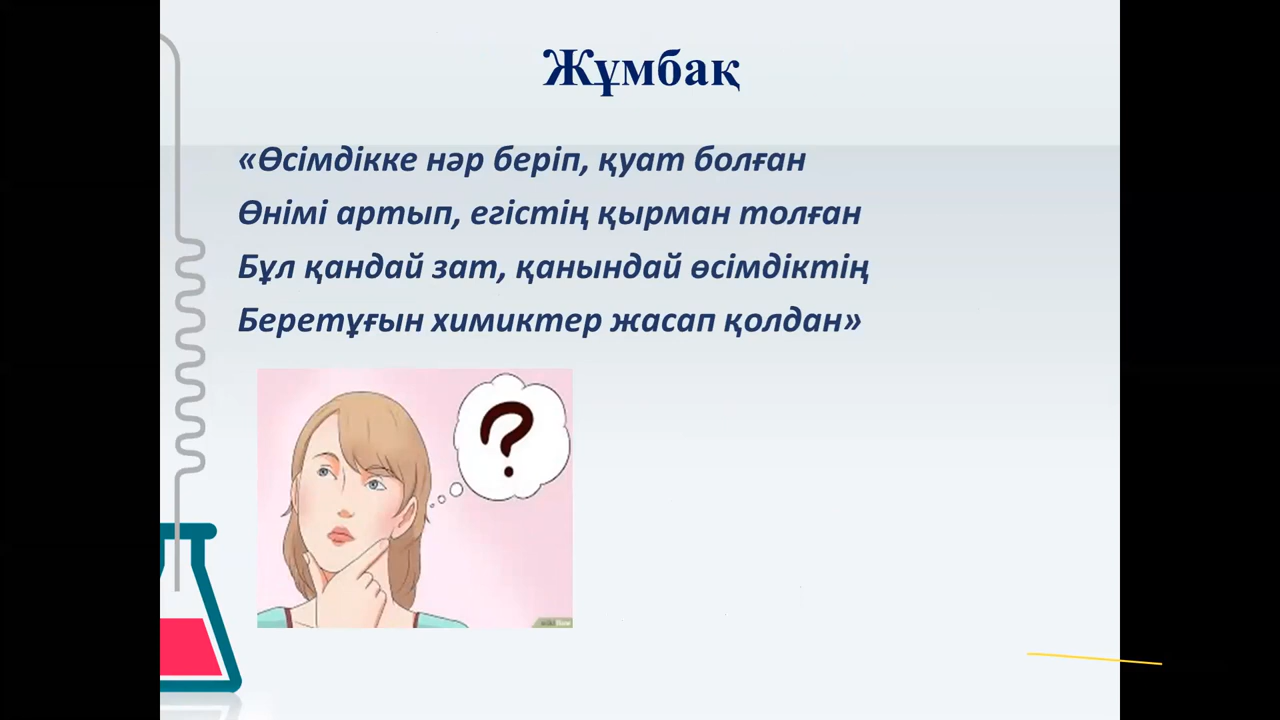 Жұмбақ
«Өсімдікке нәр беріп, қуат болған
Өнімі артып, егістің қырман толған
Бұл қандай зат, қанындай өсімдіктің
Беретұғын химиктер жасап қолдан»
?